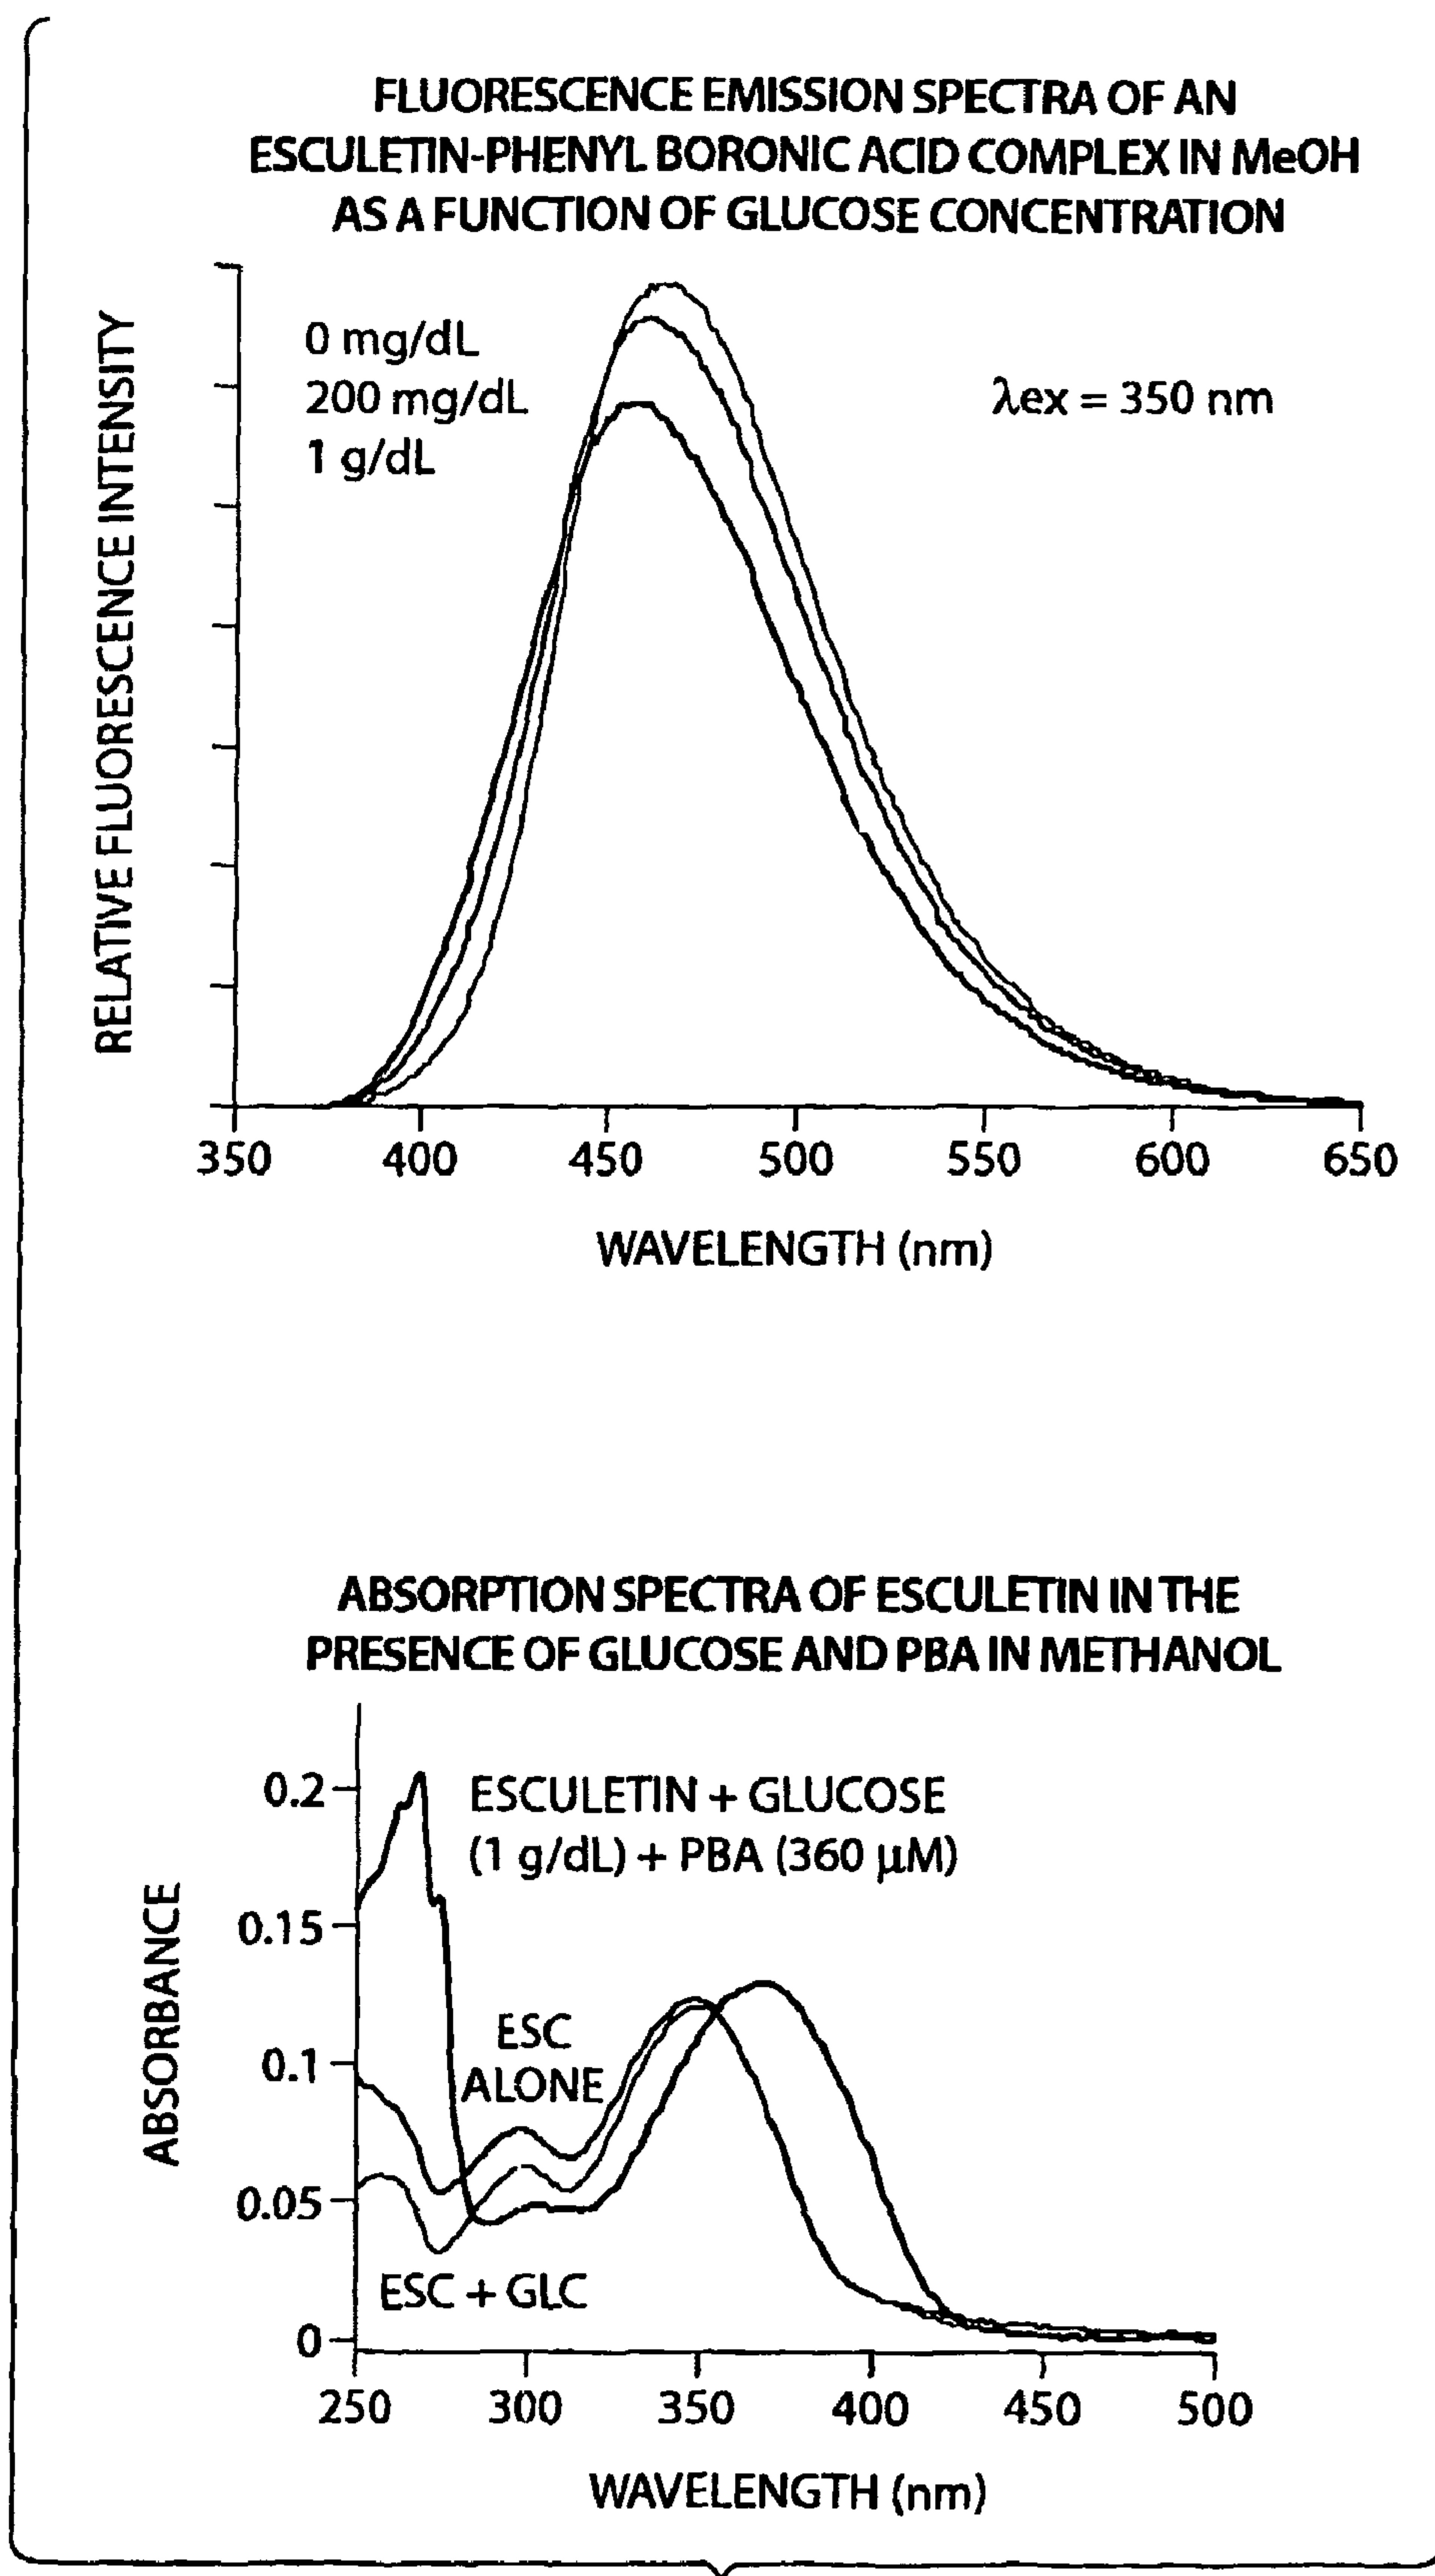 FLUORESCENCE EMISSION SPECTRA OF AN
ESCULETIN-PHENYL BORONIC ACID COMPLEX IN MeOH
AS A FUNCTION OF GLUCOSE CONCENTRATION
RELATIVE FLUORESCENCE INTENSITY
0 mg/dL
200 mg/dL
1 g/dL
λex = 350 nm
350 400 450 500 550 600 650
WAVELENGTH (nm)
ABSORPTION SPECTRA OF ESCULETIN IN THE
PRESENCE OF GLUCOSE AND PBA IN METHANOL
ABSORBANCE
0.2
0.15
0.1
0.05
0
ESCULETIN + GLUCOSE
(1 g/dL) + PBA (360 μM)
ESC
ALONE
ESC + GLC
250 300 350 400 450 500
WAVELENGTH (nm)